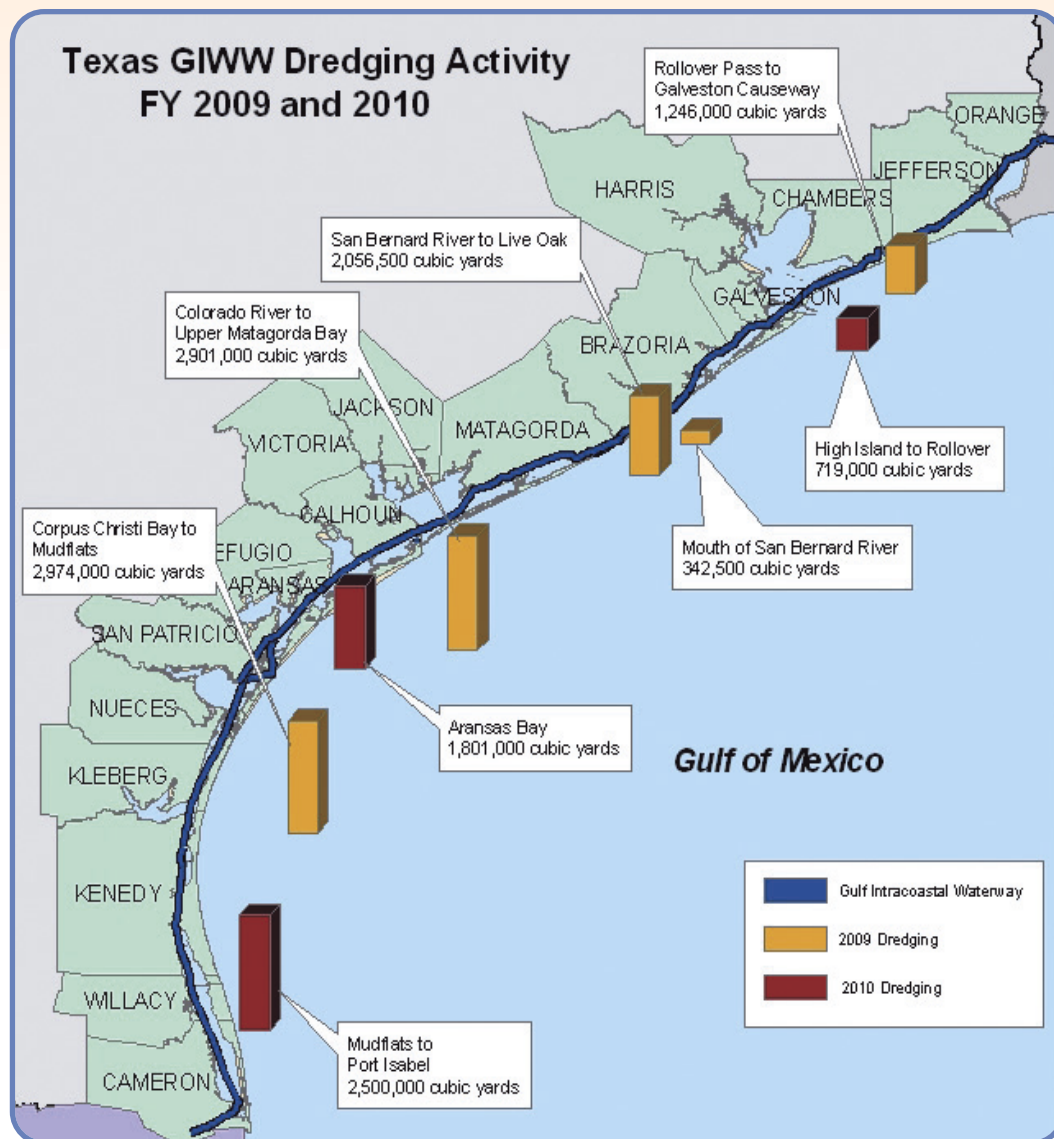 Texas GIWW Dredging Activity
FY 2009 and 2010
Rollover Pass to
Galveston Causeway
1,246,000 cubic yards
ORANGE
JEFFERSON
HARRIS
CHAMBERS
San Bernard River to Live Oak
2,056,500 cubic yards
GALVESTON
Colorado River to
Upper Matagorda Bay
2,901,000 cubic yards
BRAZORIA
JACKSON
MATAGORDA
VICTORIA
High Island to Rollover
719,000 cubic yards
CALHOUN
Corpus Christi Bay to
Mudflats
2,974,000 cubic yards
EFUGIO
Mouth of San Bernard River
342,500 cubic yards
ARANSAS
SAN PATRICIO
NUECES
Aransas Bay
1,801,000 cubic yards
Gulf of Mexico
KLEBERG
KENEDY
Gulf Intracoastal Waterway
2009 Dredging
2010 Dredging
WILLACY
Mudflats to
Port Isabel
2,500,000 cubic yards
CAMERON